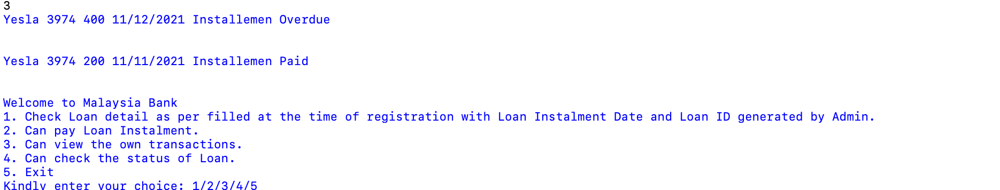 3
Yesla 3974 400 11/12/2021 Installemen Overdue
Yesla 3974 200 11/11/2021 Installemen Paid
Welcome to Malaysia Bank
1. Check Loan detail as per filled at the time of registration with Loan Instalment Date and Loan ID generated by Admin.
2. Can pay Loan Instalment.
3. Can view the own transactions.
4. Can check the status of Loan.
5. Exit
Kindly enter your choice: 1/2/3/4/5